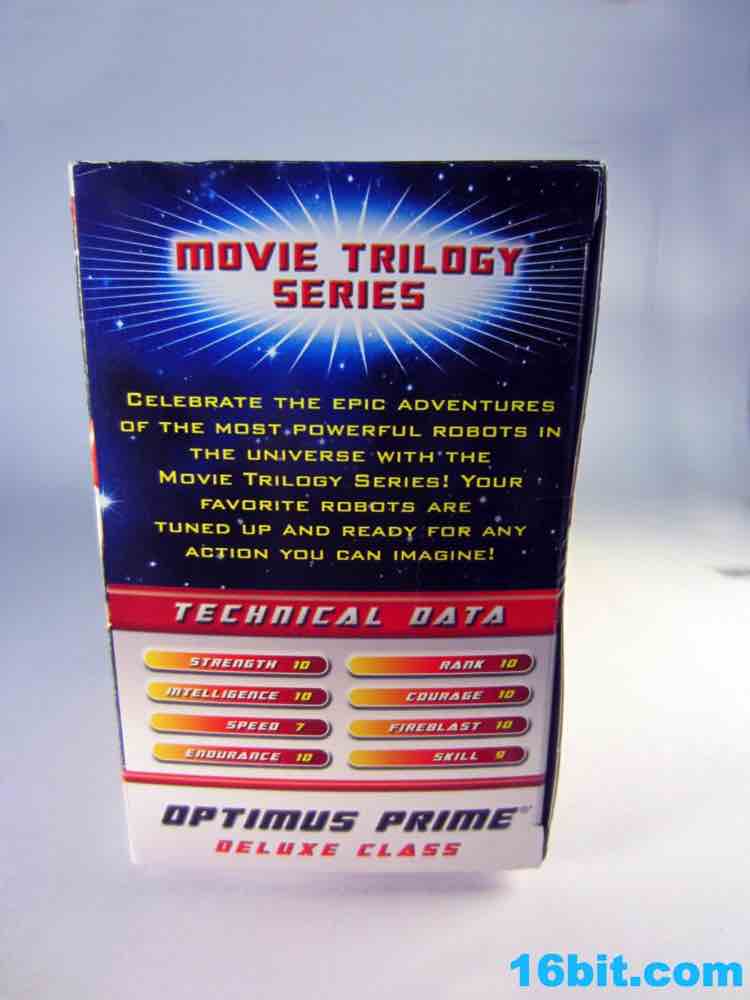 MOVIE TRILOGY
SERIES
CELEBRATE THE EPIC ADVENTURES
OF THE MOST POWERFUL ROBOTS IN
THE UNIVERSE WITH THE
MOVIE TRILOGY SERIES! YOUR
FAVORITE ROBOTS ARE
TUNED UP AND READY FOR ANY
ACTION YOU CAN IMAGINE!
TECHNICAL DATA
STRENGTH 10 RANK 10
INTELLIGENCE 10 COURAGE 10
SPEED 7 FIREBLAST 10
ENDURANCE 10 SKILL 9
OPTIMUS PRIME®
DELUXE CLASS
16bit.com